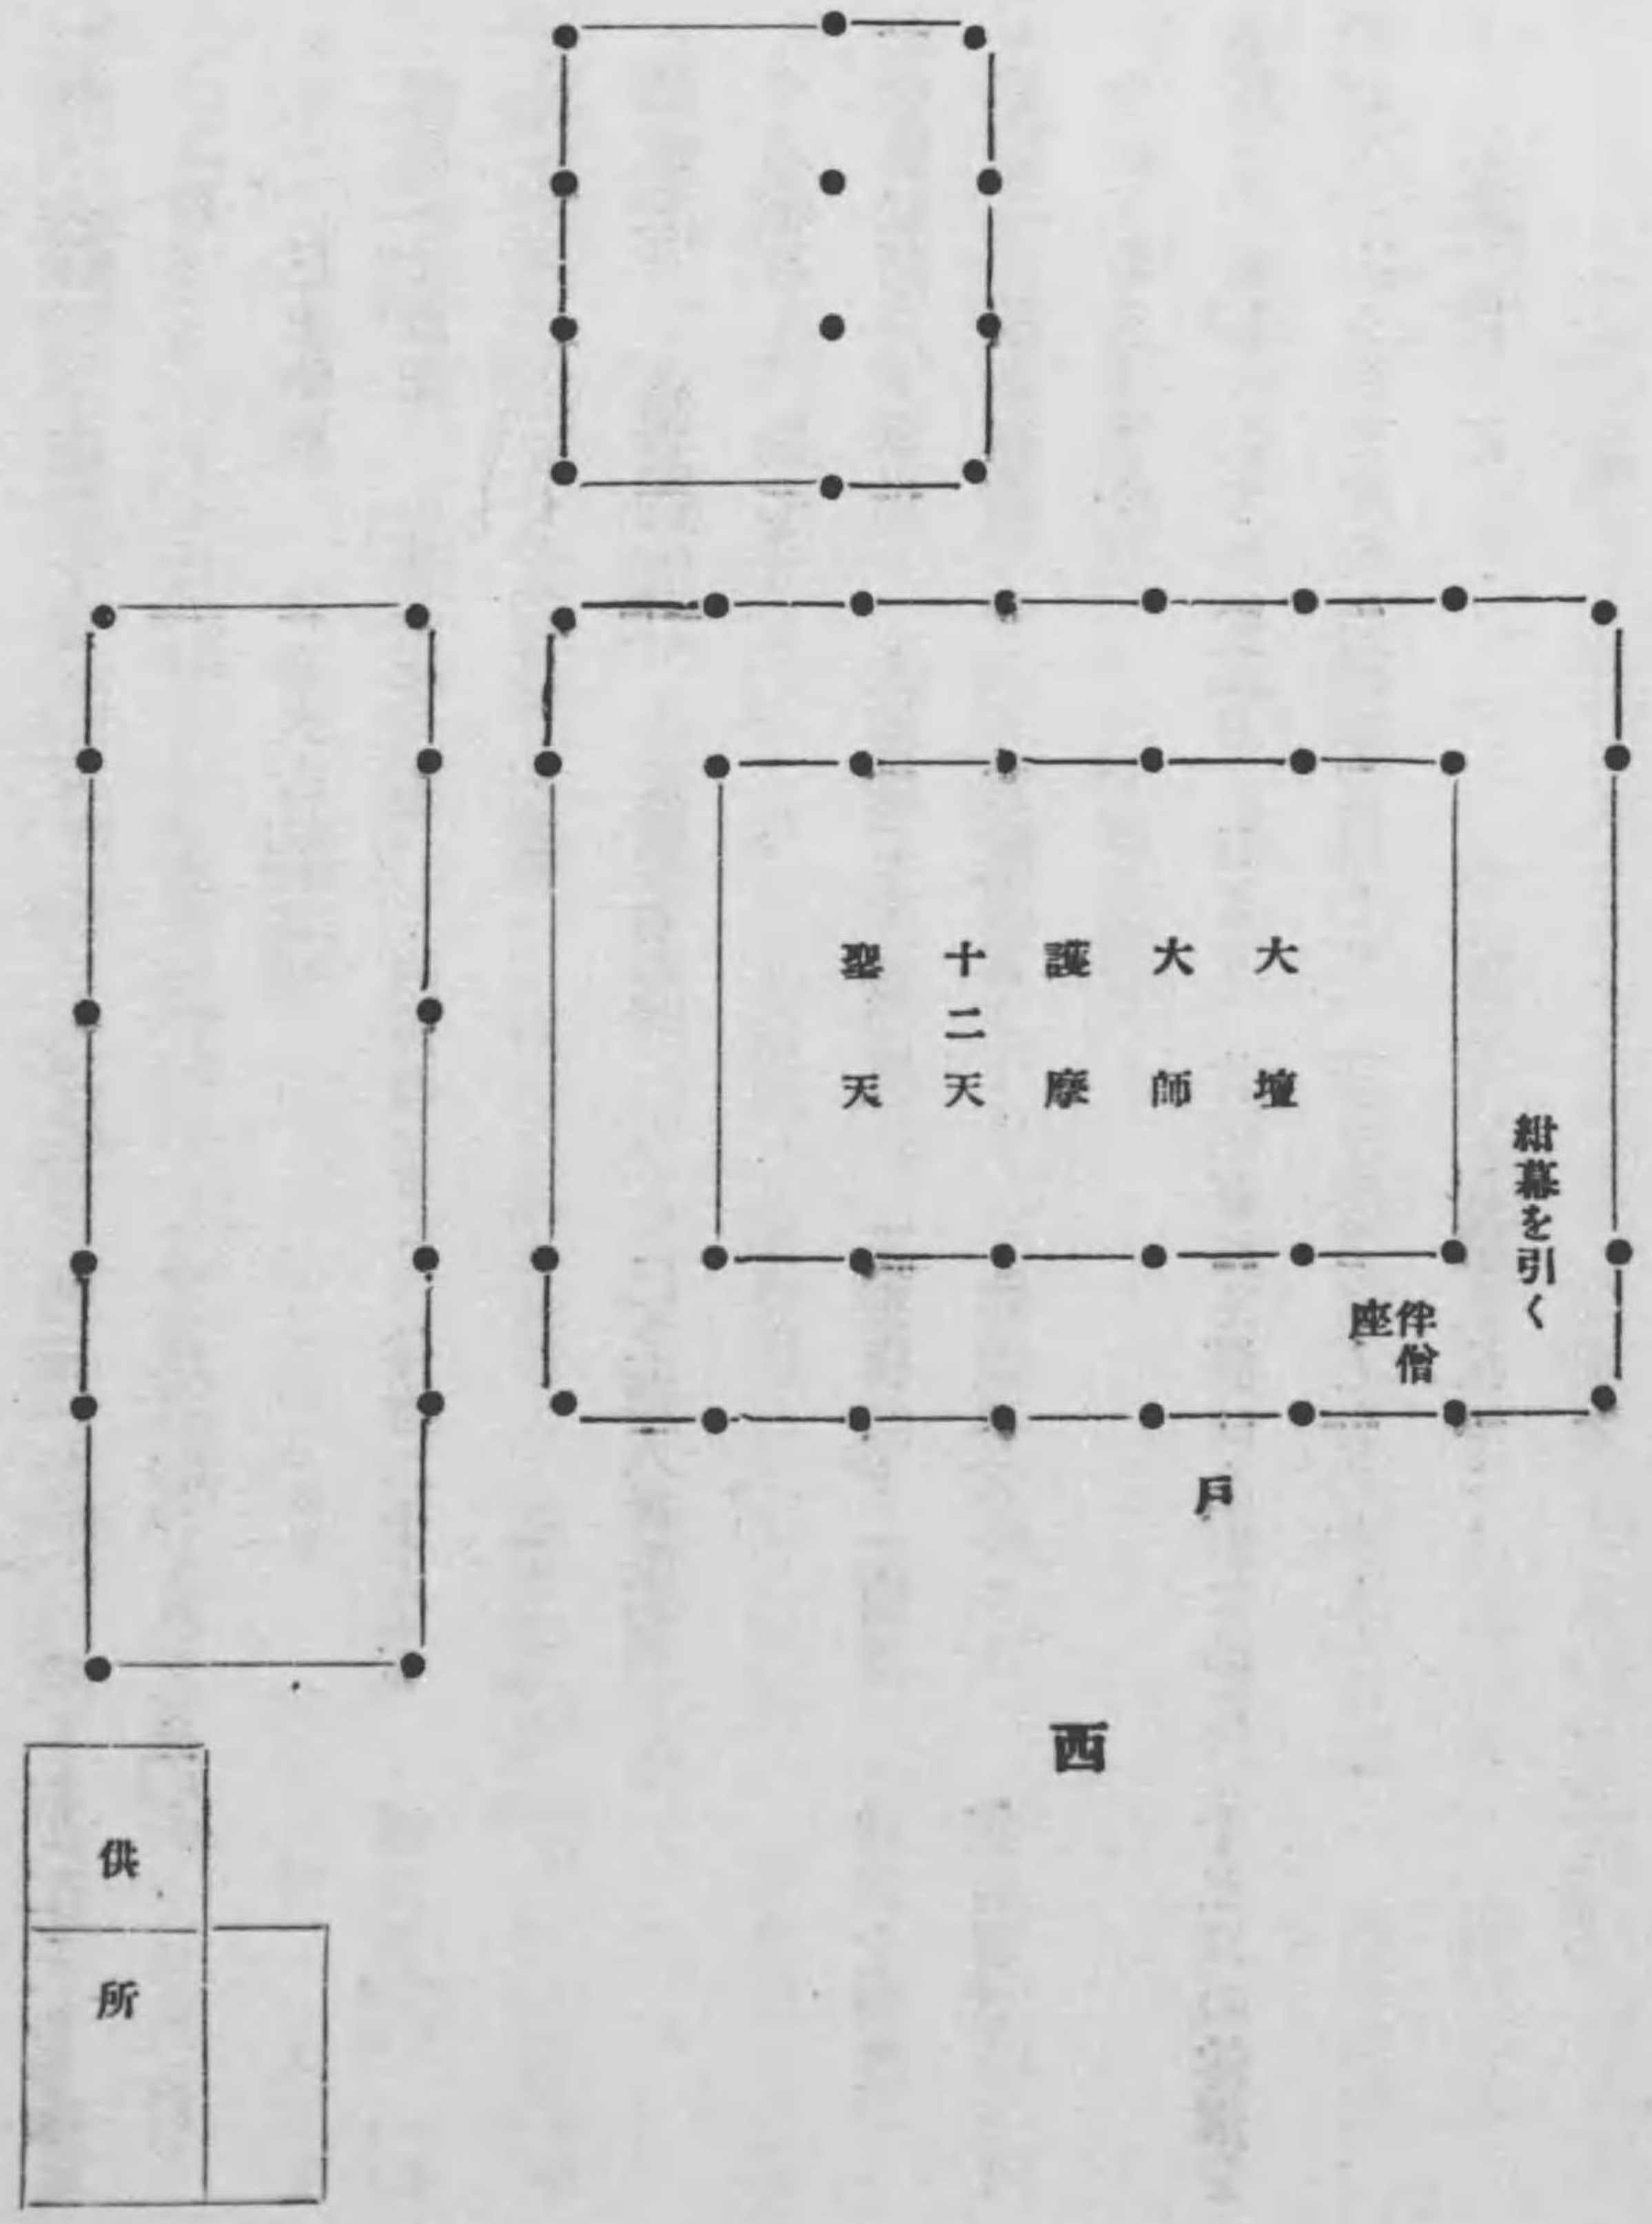 紺幕を引く
伴僧
座
大壇
大師
護摩
十二天
聖天
戸
西
供所